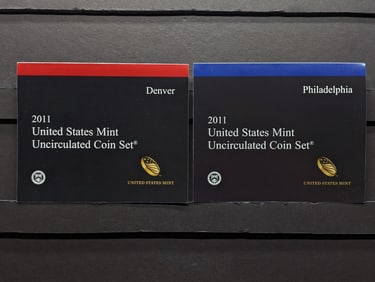 Denver
2011
United States Mint
Uncirculated Coin Set®
UNITED STATES MINT
Philadelphia
2011
United States Mint
Uncirculated Coin Set®
UNITED STATES MINT